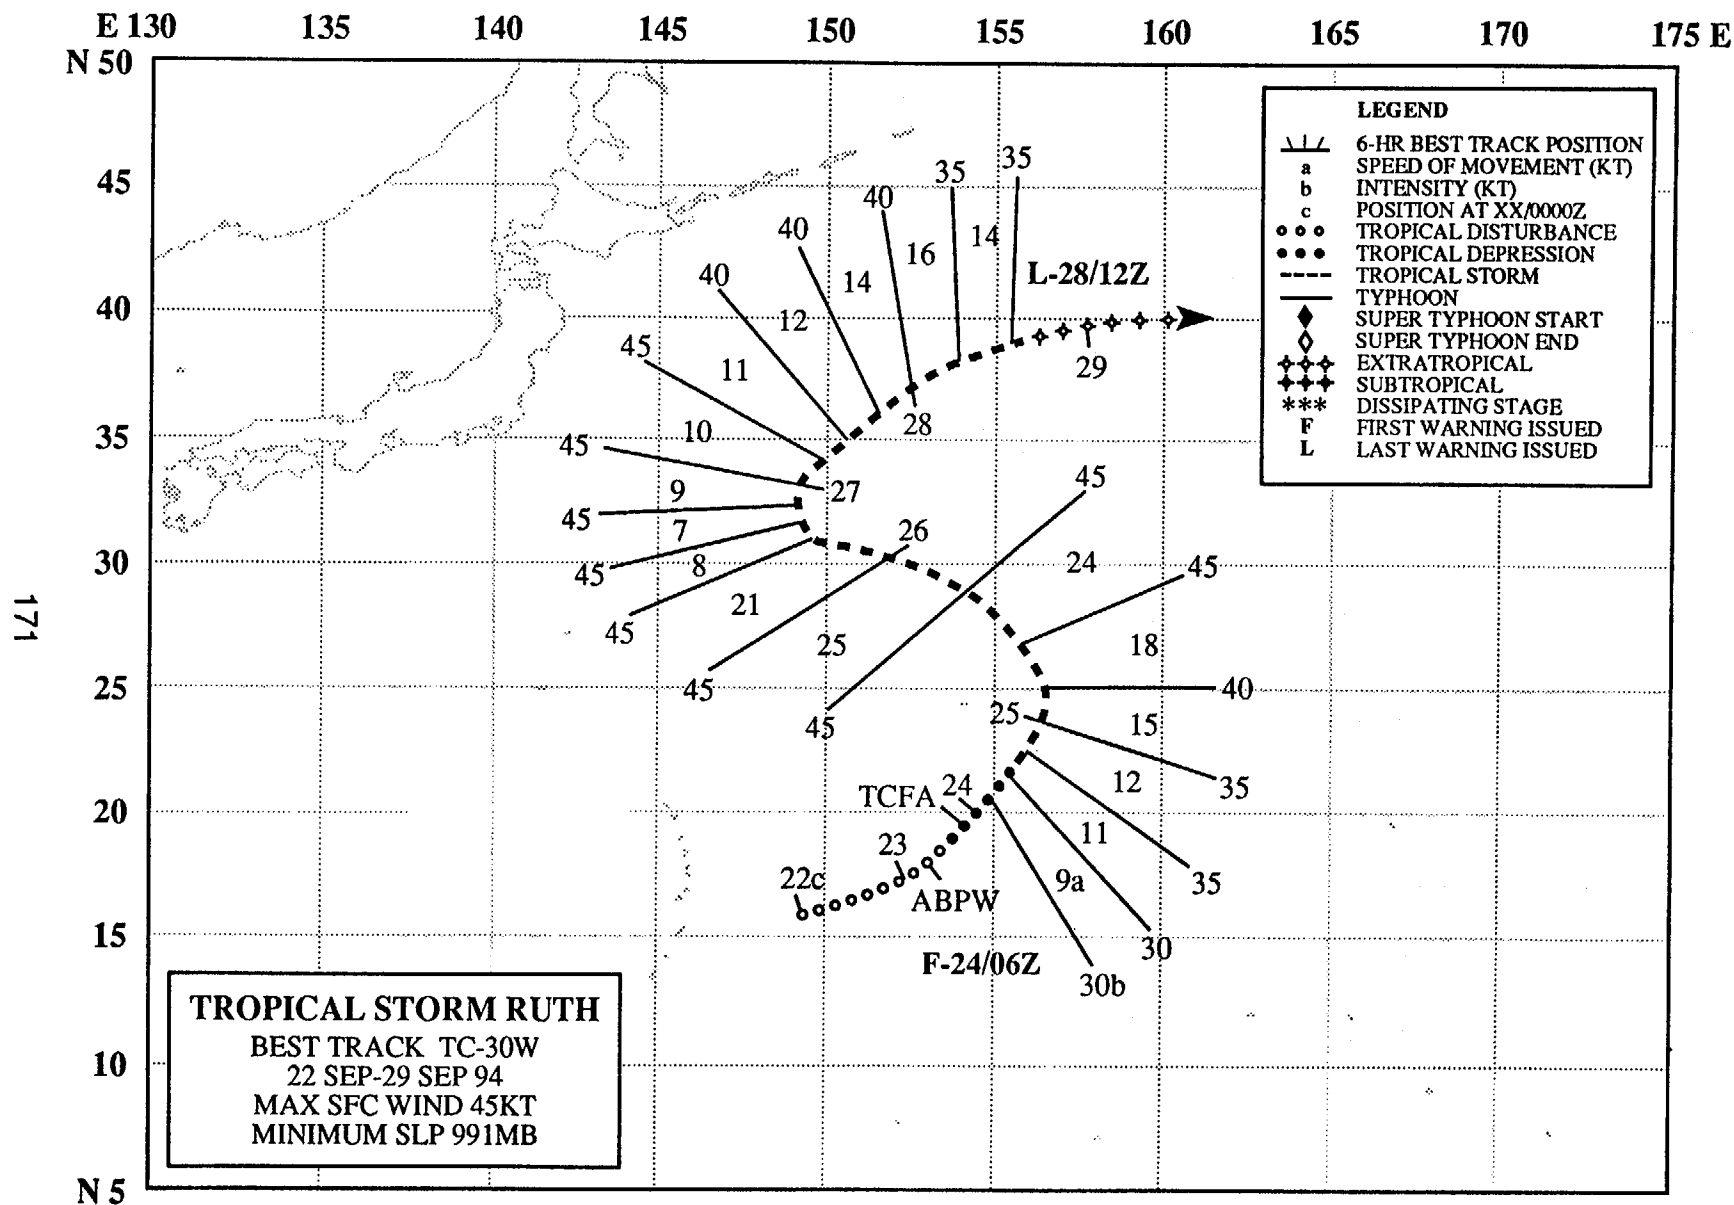 E 130 135 140 145 150 155 160 165 170 175 E
N 50
45
40
35
30
25
20
15
10
N 5
171
LEGEND
6-HR BEST TRACK POSITION
a SPEED OF MOVEMENT (KT)
b INTENSITY (KT)
c POSITION AT XX/0000Z
TROPICAL DISTURBANCE
TROPICAL DEPRESSION
TROPICAL STORM
TYPHOON
SUPER TYPHOON START
SUPER TYPHOON END
EXTRATROPICAL
SUBTROPICAL
*** DISSIPATING STAGE
F FIRST WARNING ISSUED
L LAST WARNING ISSUED
35
35
40
14
16
40
L-28/12Z
40
14
12
45
11
29
28
10
45
45
9
27
45
7
26
24
45
45
8
21
45
25
18
45
40
45
25
15
12
35
TCFA
24
11
23
35
9a
22c
ABPW
30
F-24/06Z
30b
TROPICAL STORM RUTH
BEST TRACK TC-30W
22 SEP-29 SEP 94
MAX SFC WIND 45KT
MINIMUM SLP 991MB